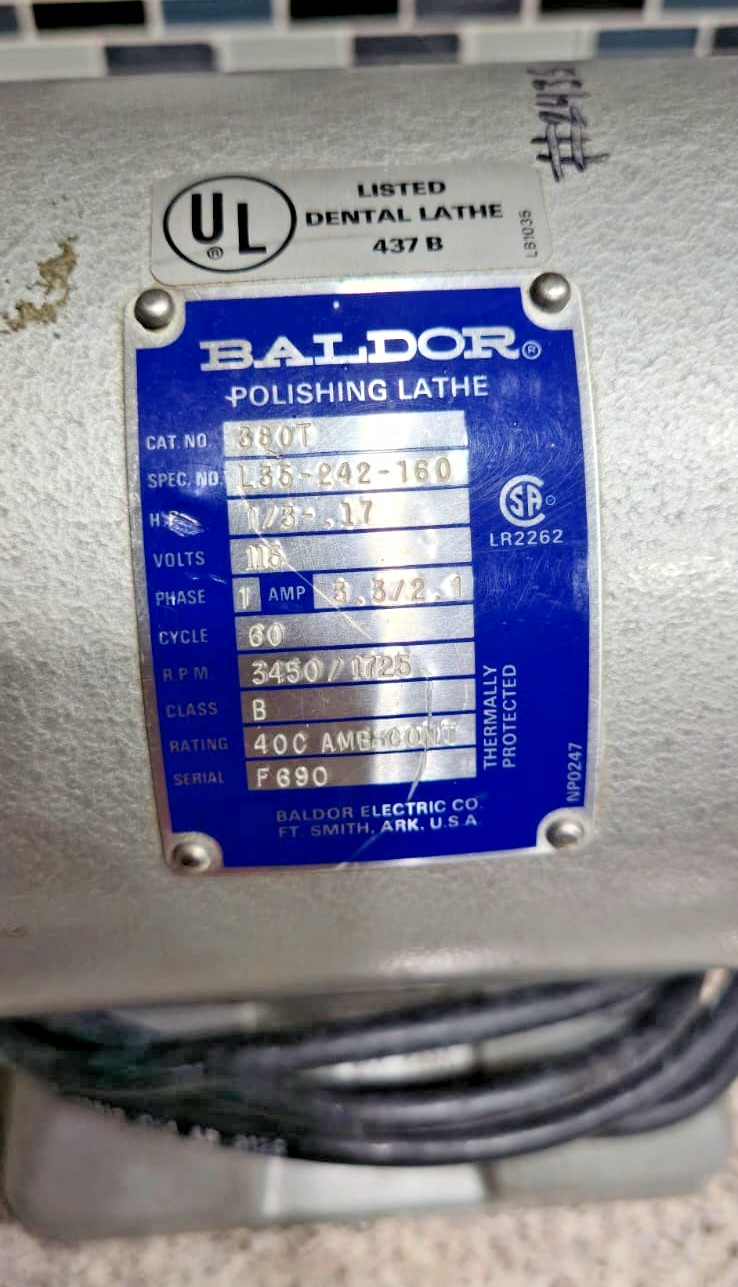 UL®
LISTED
DENTAL LATHE
437 B
LB1035
BALDOR®
POLISHING LATHE
CAT. NO. 380T
SPEC. NO. L35-242-160
H.P. 1/3-.17
VOLTS 115
PHASE 1 AMP 3.3/2.1
CYCLE 60
R.P.M. 3450/1725
CLASS B
RATING 40C AMB-CONT
SERIAL F690
SA
LR2262
THERMALLY
PROTECTED
NP0247
BALDOR ELECTRIC CO.
FT. SMITH, ARK. U.S.A.